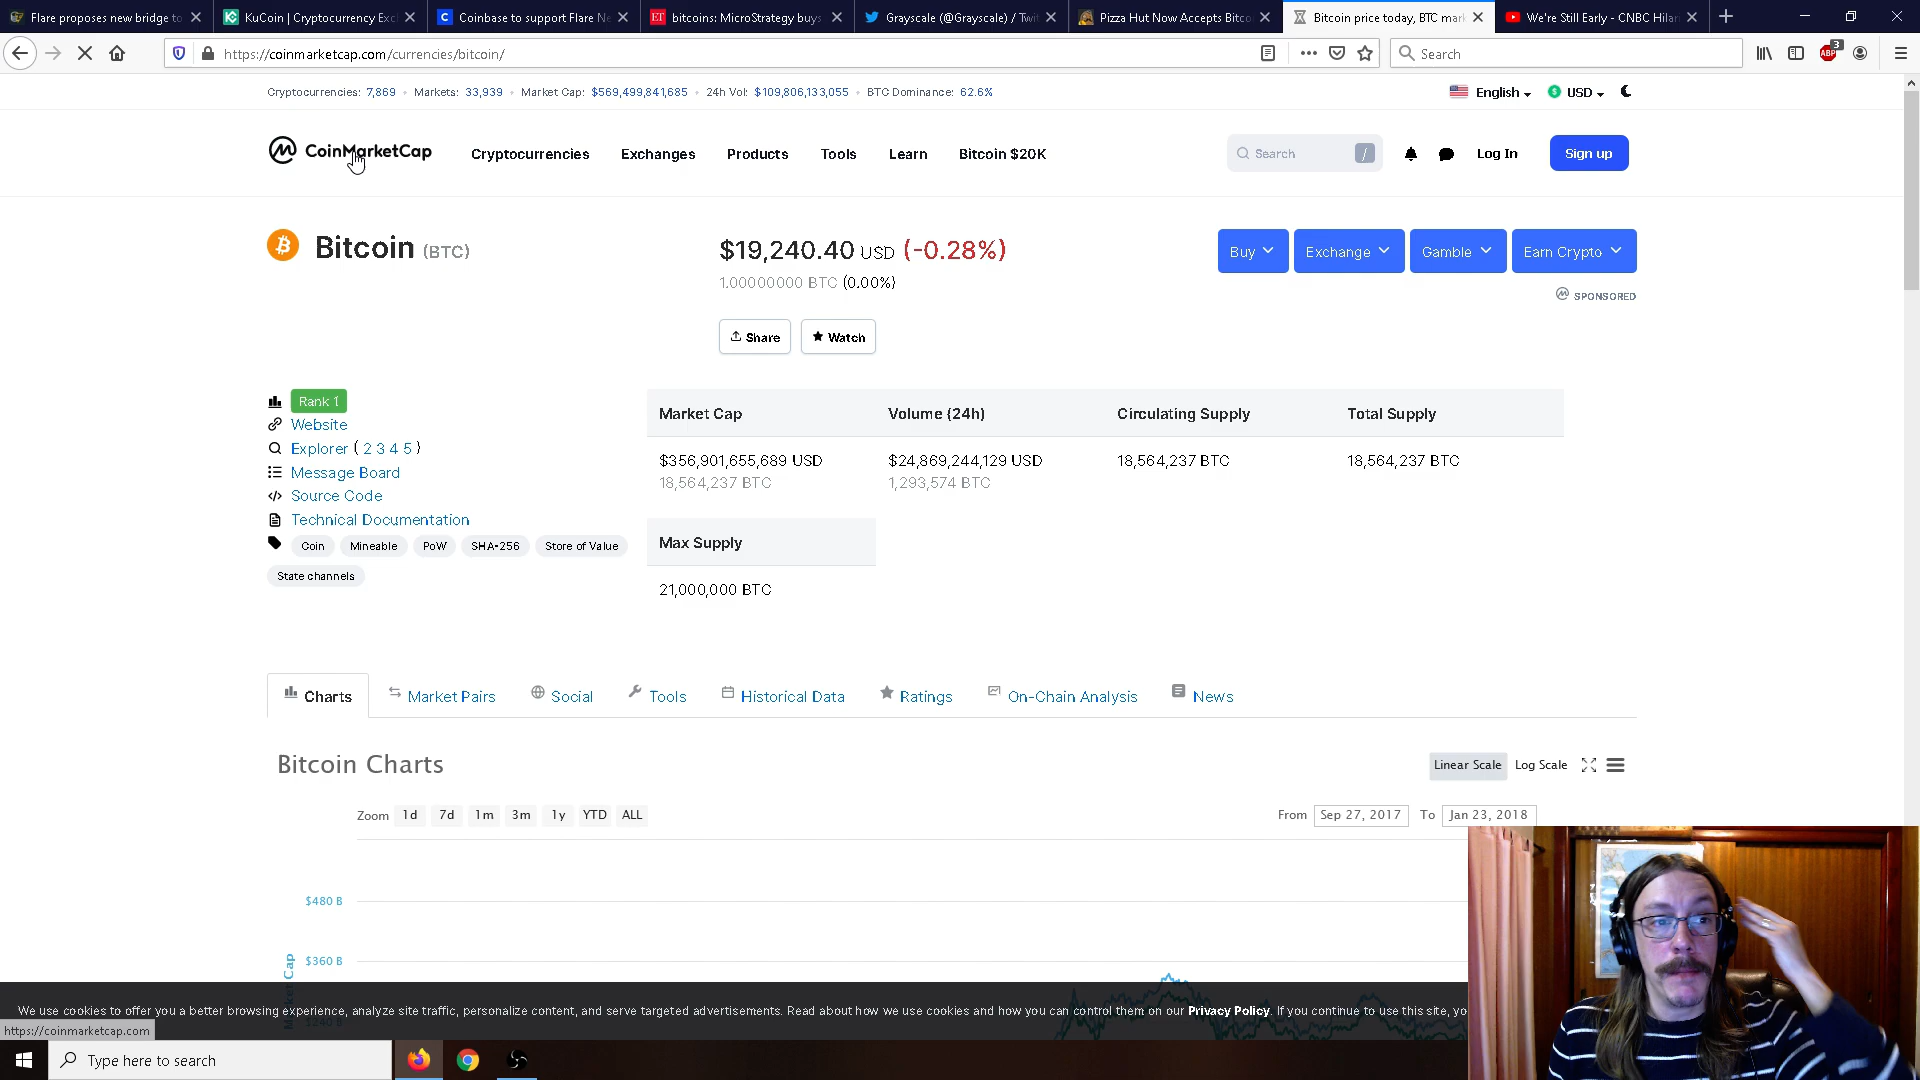 Flare proposes new bridge to
KuCoin | Cryptocurrency Exc
Coinbase to support Flare Ne
ET bitcoins: MicroStrategy buys
Grayscale (@Grayscale) / Twit
Pizza Hut Now Accepts Bitco
Bitcoin price today, BTC mark
We're Still Early - CNBC Hilar
https://coinmarketcap.com/currencies/bitcoin/
Search
ABP 3
Cryptocurrencies: 7,869 • Markets: 33,939 • Market Cap: $569,499,841,685 • 24h Vol: $109,806,133,055 • BTC Dominance: 62.6%
English
USD
CoinMarketCap
Cryptocurrencies
Exchanges
Products
Tools
Learn
Bitcoin $20K
Search /
Log In
Sign up
Bitcoin (BTC)
$19,240.40 USD (-0.28%)
1.00000000 BTC (0.00%)
Buy
Exchange
Gamble
Earn Crypto
SPONSORED
Share
Watch
Rank 1
Website
Explorer ( 2 3 4 5 )
Message Board
Source Code
Technical Documentation
Coin Mineable PoW SHA-256 Store of Value
State channels
Market Cap Volume (24h) Circulating Supply Total Supply
$356,901,655,689 USD $24,869,244,129 USD 18,564,237 BTC 18,564,237 BTC
18,564,237 BTC 1,293,574 BTC
Max Supply
21,000,000 BTC
Charts
Market Pairs
Social
Tools
Historical Data
Ratings
On-Chain Analysis
News
Bitcoin Charts
Linear Scale Log Scale
Zoom 1d 7d 1m 3m 1y YTD ALL
From Sep 27, 2017 To Jan 23, 2018
$480 B
$360 B
Cap
We use cookies to offer you a better browsing experience, analyze site traffic, personalize content, and serve targeted advertisements. Read about how we use cookies and how you can control them on our Privacy Policy. If you continue to use this site, yo
https://coinmarketcap.com
Type here to search